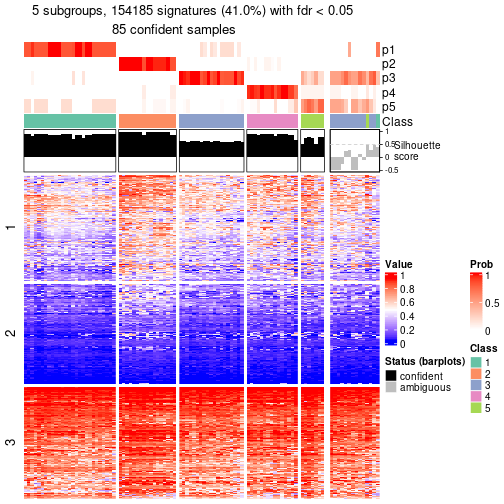 5 subgroups, 154185 signatures (41.0%) with fdr < 0.05
85 confident samples
p1
p2
p3
p4
p5
Class
1
0.5
0
-0.5
Silhouette
score
1
2
3
Value
1
0.8
0.6
0.4
0.2
0
Status (barplots)
confident
ambiguous
Prob
1
0.5
0
Class
1
2
3
4
5